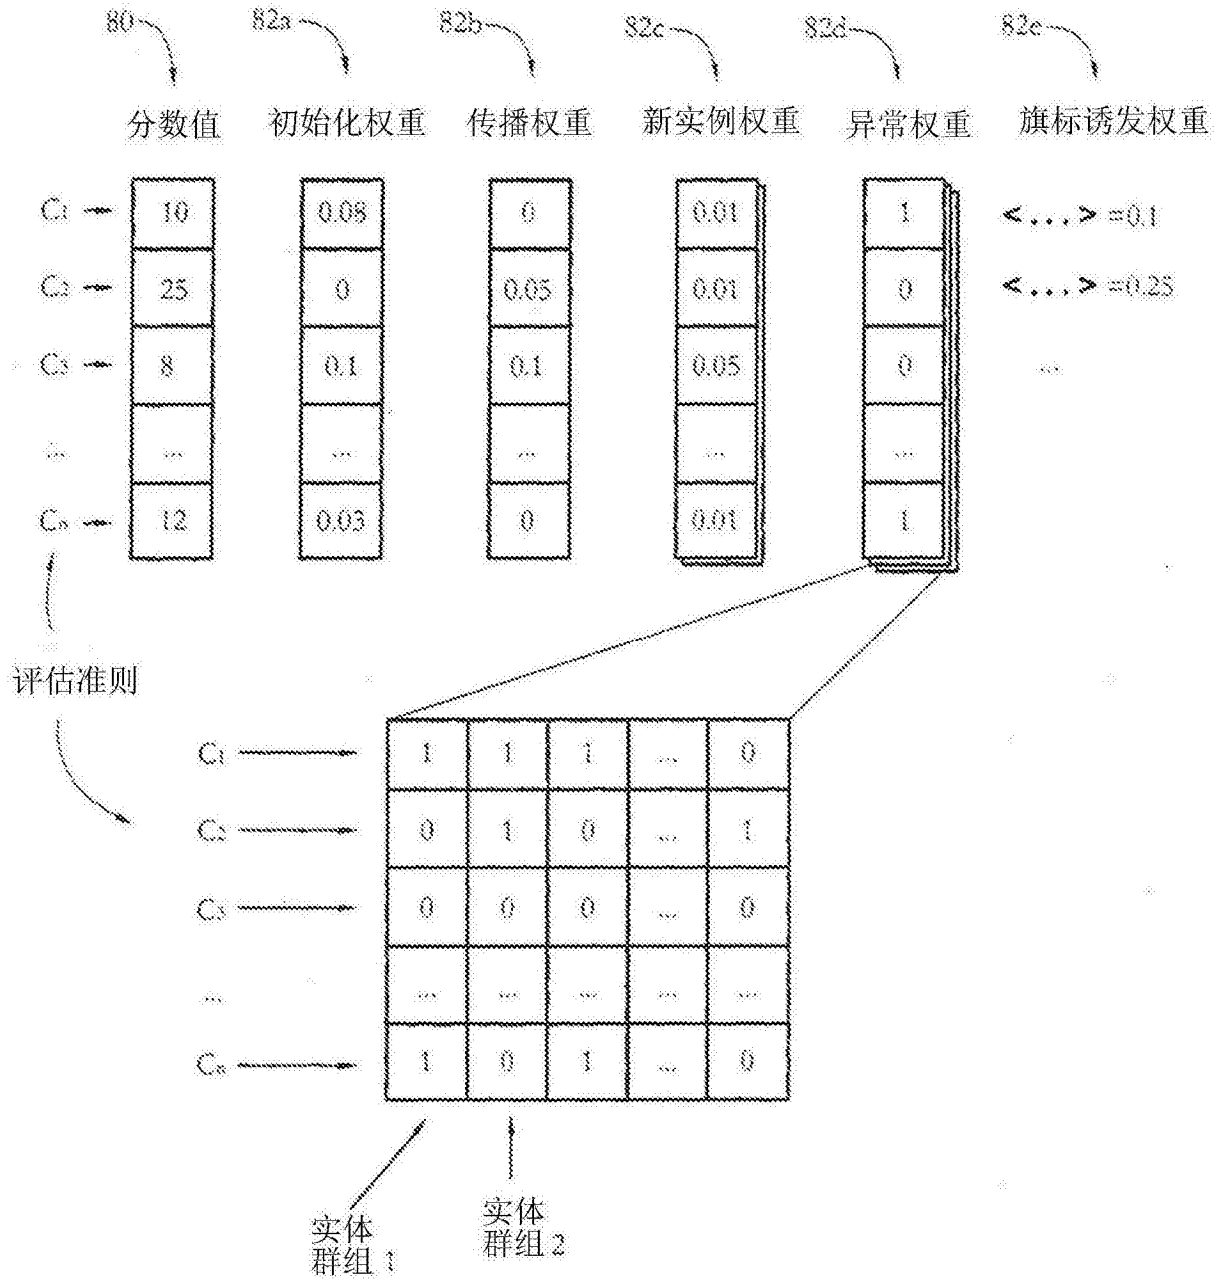 80 82a 82b 82c 82d 82e
分数值 初始化权重 传播权重 新实例权重 异常权重 旗标诱发权重
C1 10 0.08 0 0.01 1 <...>=0.1
C2 25 0 0.05 0.01 0 <...>=0.25
C3 8 0.1 0.1 0.05 0 ...
... ... ... ... ... ...
Cn 12 0.03 0 0.01 1
评估准则
C1 1 1 1 ... 0
C2 0 1 0 ... 1
C3 0 0 0 ... 0
... ... ... ... ... ...
Cn 1 0 1 ... 0
实体
群组1
实体
群组2